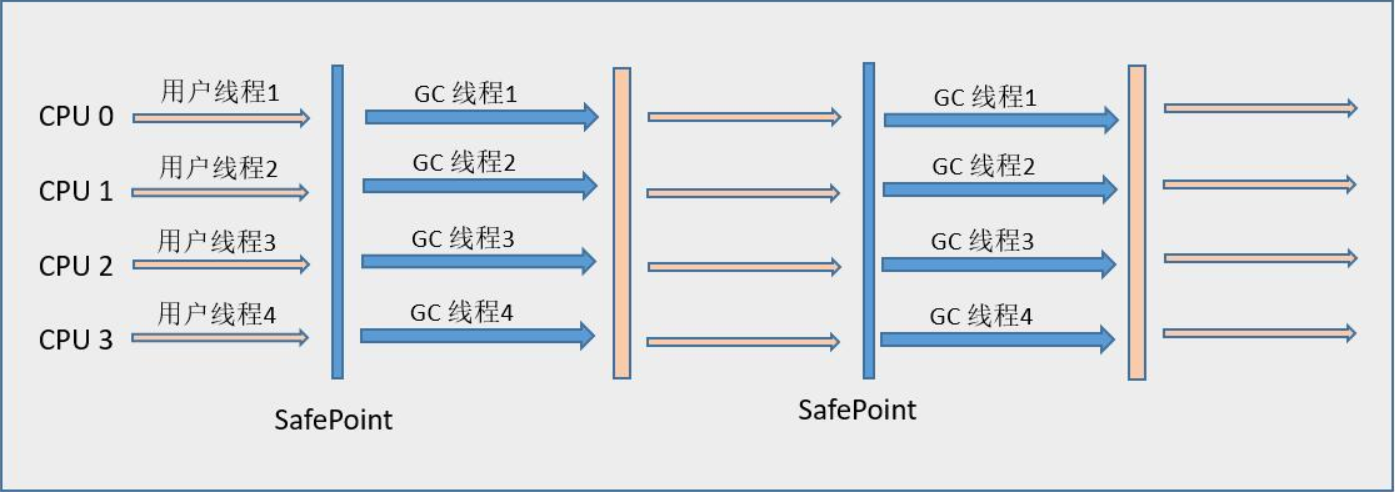 用户线程1
GC 线程1
GC 线程1
CPU 0
用户线程2
GC 线程2
GC 线程2
CPU 1
用户线程3
GC 线程3
GC 线程3
CPU 2
用户线程4
GC 线程4
GC 线程4
CPU 3
SafePoint
SafePoint